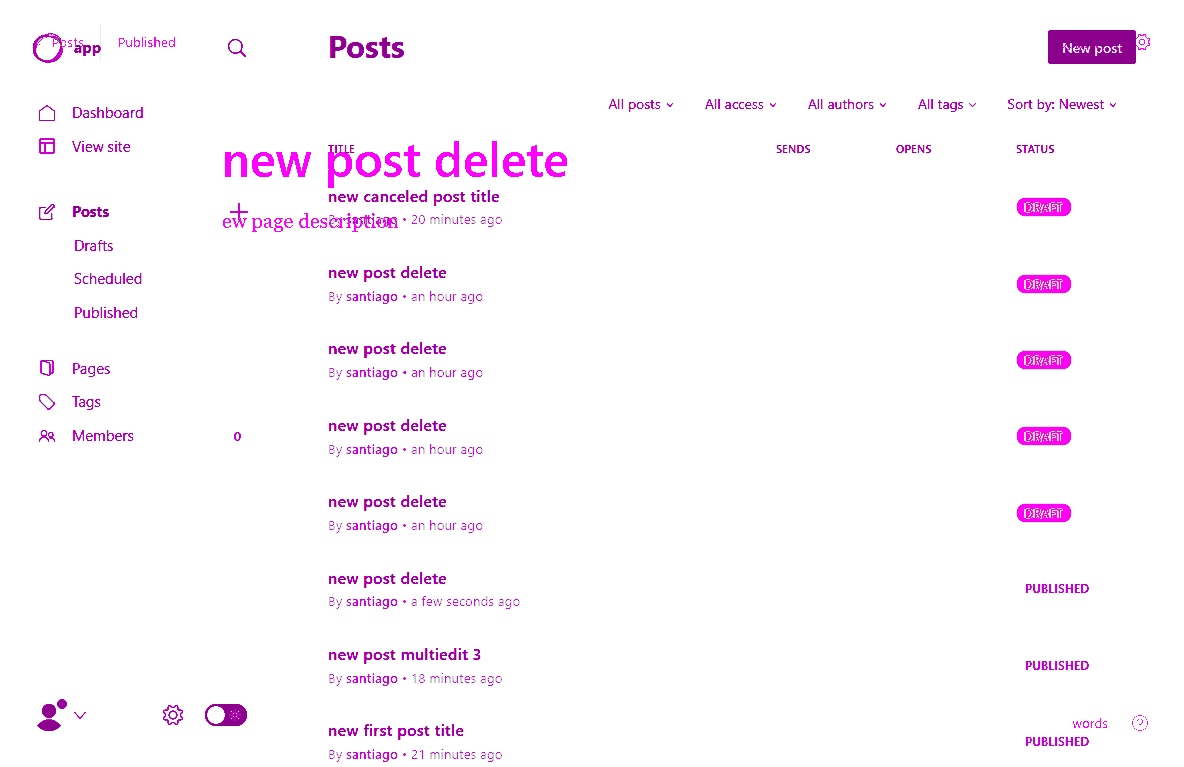 Posts
Published
app
Posts
New post
All posts
All access
All authors
All tags
Sort by: Newest
Dashboard
View site
Posts
Drafts
Scheduled
Published
Pages
Tags
Members 0
TITLE
SENDS
OPENS
STATUS
new post delete
ew page description
new canceled post title
By santiago • 20 minutes ago
DRAFT
new post delete
By santiago • an hour ago
DRAFT
new post delete
By santiago • an hour ago
DRAFT
new post delete
By santiago • an hour ago
DRAFT
new post delete
By santiago • an hour ago
DRAFT
new post delete
By santiago • a few seconds ago
PUBLISHED
new post multiedit 3
By santiago • 18 minutes ago
PUBLISHED
new first post title
By santiago • 21 minutes ago
PUBLISHED
words